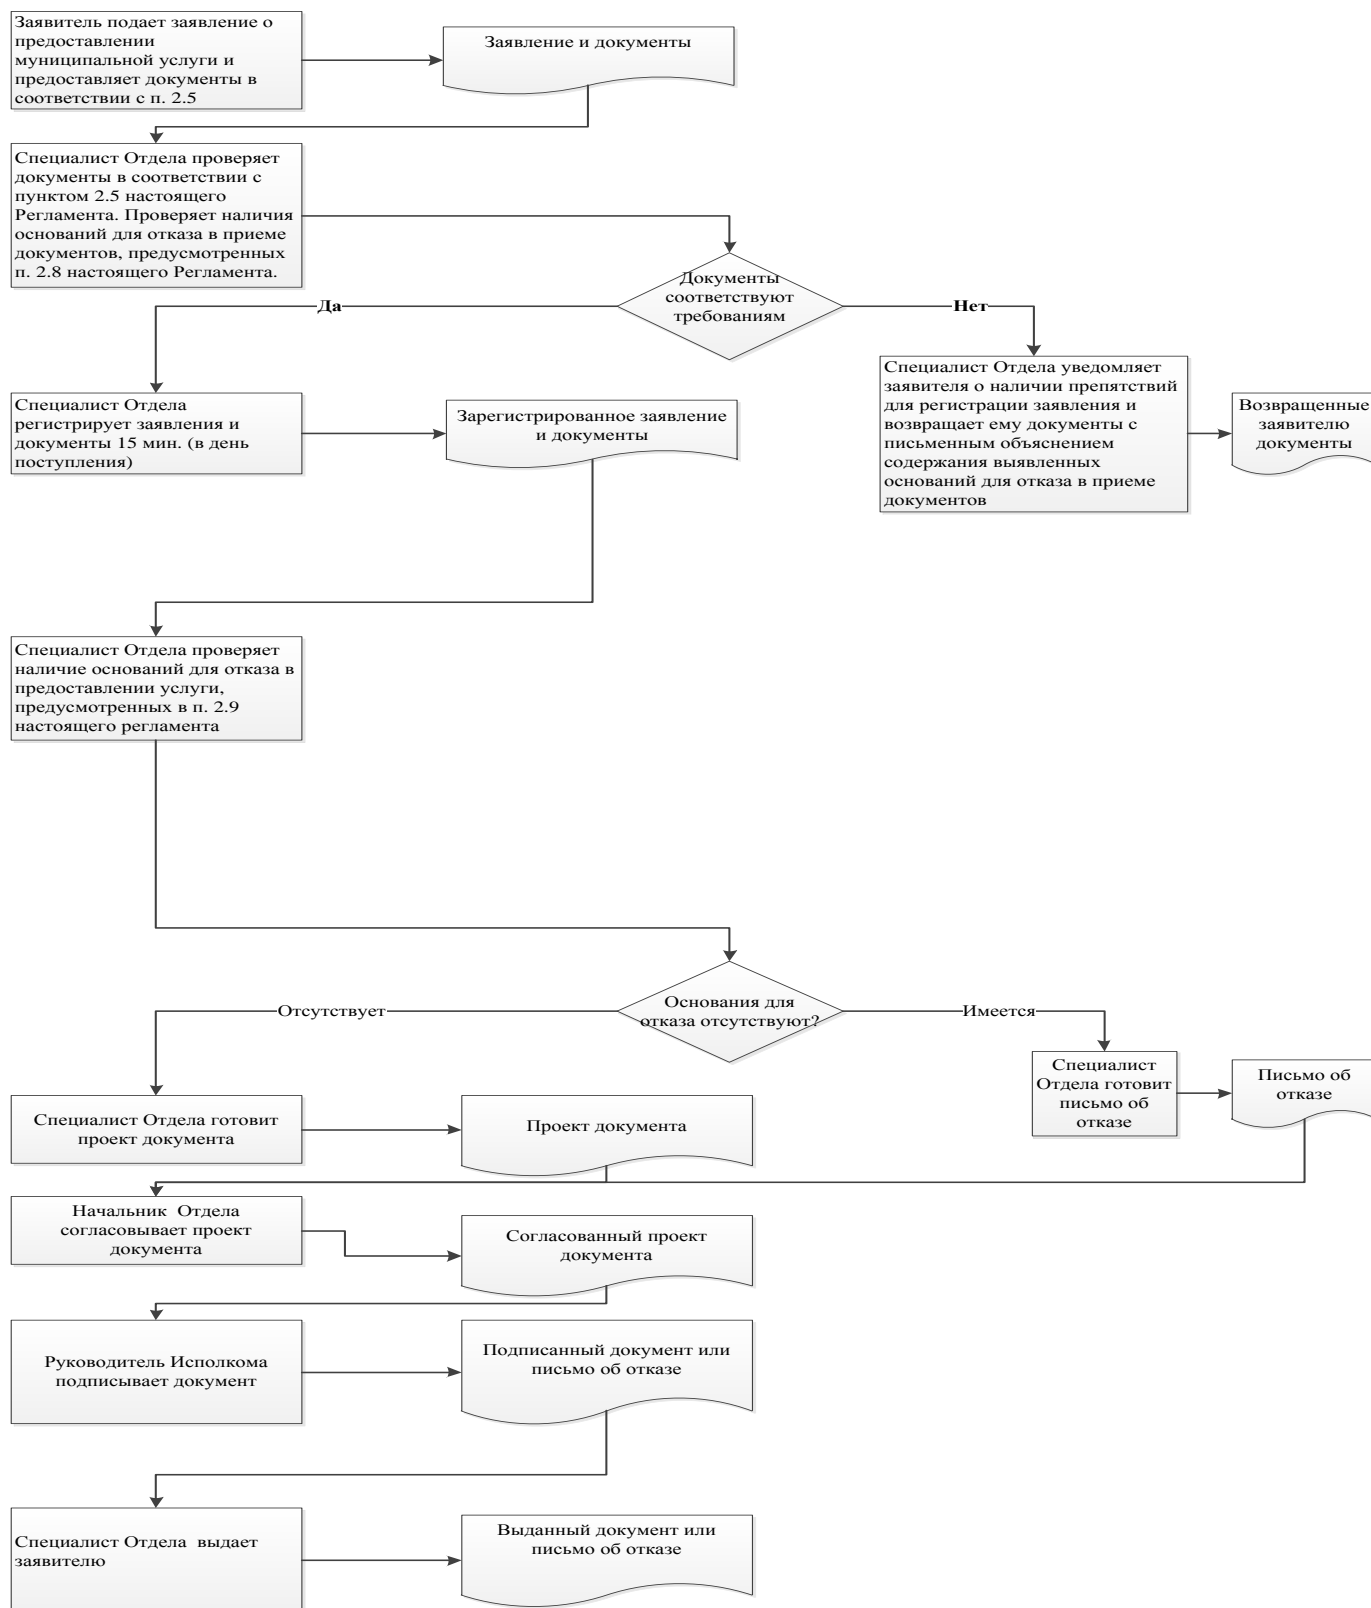 Заявитель подает заявление о
предоставлении
муниципальной услуги и
предоставляет документы в
соответствии с п. 2.5
Заявление и документы
Специалист Отдела проверяет
документы в соответствии с
пунктом 2.5 настоящего
Регламента. Проверяет наличия
оснований для отказа в приеме
документов, предусмотренных
п. 2.8 настоящего Регламента.
Документы
соответствуют
требованиям
Да
Нет
Специалист Отдела
регистрирует заявления и
документы 15 мин. (в день
поступления)
Зарегистрированное заявление
и документы
Специалист Отдела уведомляет
заявителя о наличии препятствий
для регистрации заявления и
возвращает ему документы с
письменным объяснением
содержания выявленных
оснований для отказа в приеме
документов
Возвращенные
заявителю
документы
Специалист Отдела проверяет
наличие оснований для отказа в
предоставлении услуги,
предусмотренных в п. 2.9
настоящего регламента
Основания для
отказа отсутствуют?
Отсутствует
Имеется
Специалист
Отдела готовит
письмо об
отказе
Письмо об
отказе
Специалист Отдела готовит
проект документа
Проект документа
Начальник  Отдела
согласовывает проект
документа
Согласованный проект
документа
Руководитель Исполкома
подписывает документ
Подписанный документ или
письмо об отказе
Специалист Отдела  выдает
заявителю
Выданный документ или
письмо об отказе